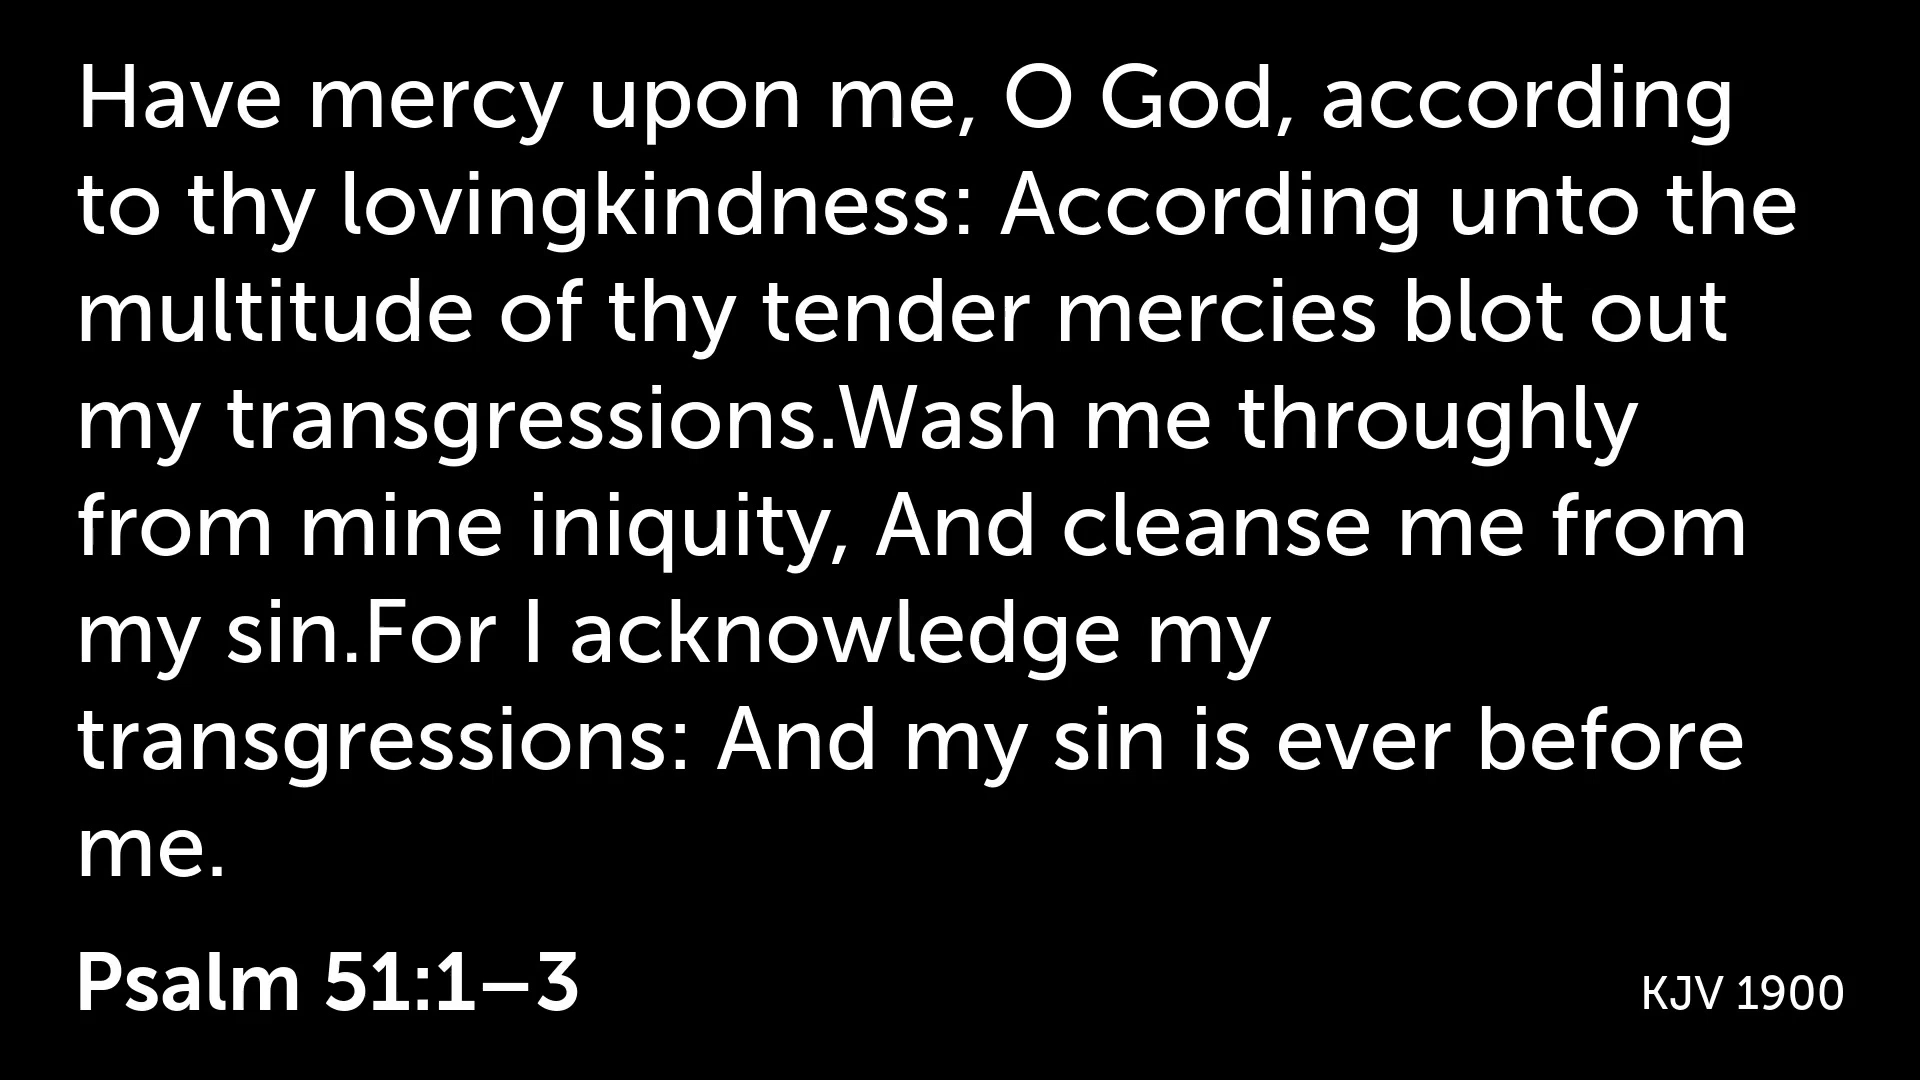 Have mercy upon me, O God, according
to thy lovingkindness: According unto the
multitude of thy tender mercies blot out
my transgressions.Wash me throughly
from mine iniquity, And cleanse me from
my sin.For I acknowledge my
transgressions: And my sin is ever before
me.
Psalm 51:1–3
KJV 1900